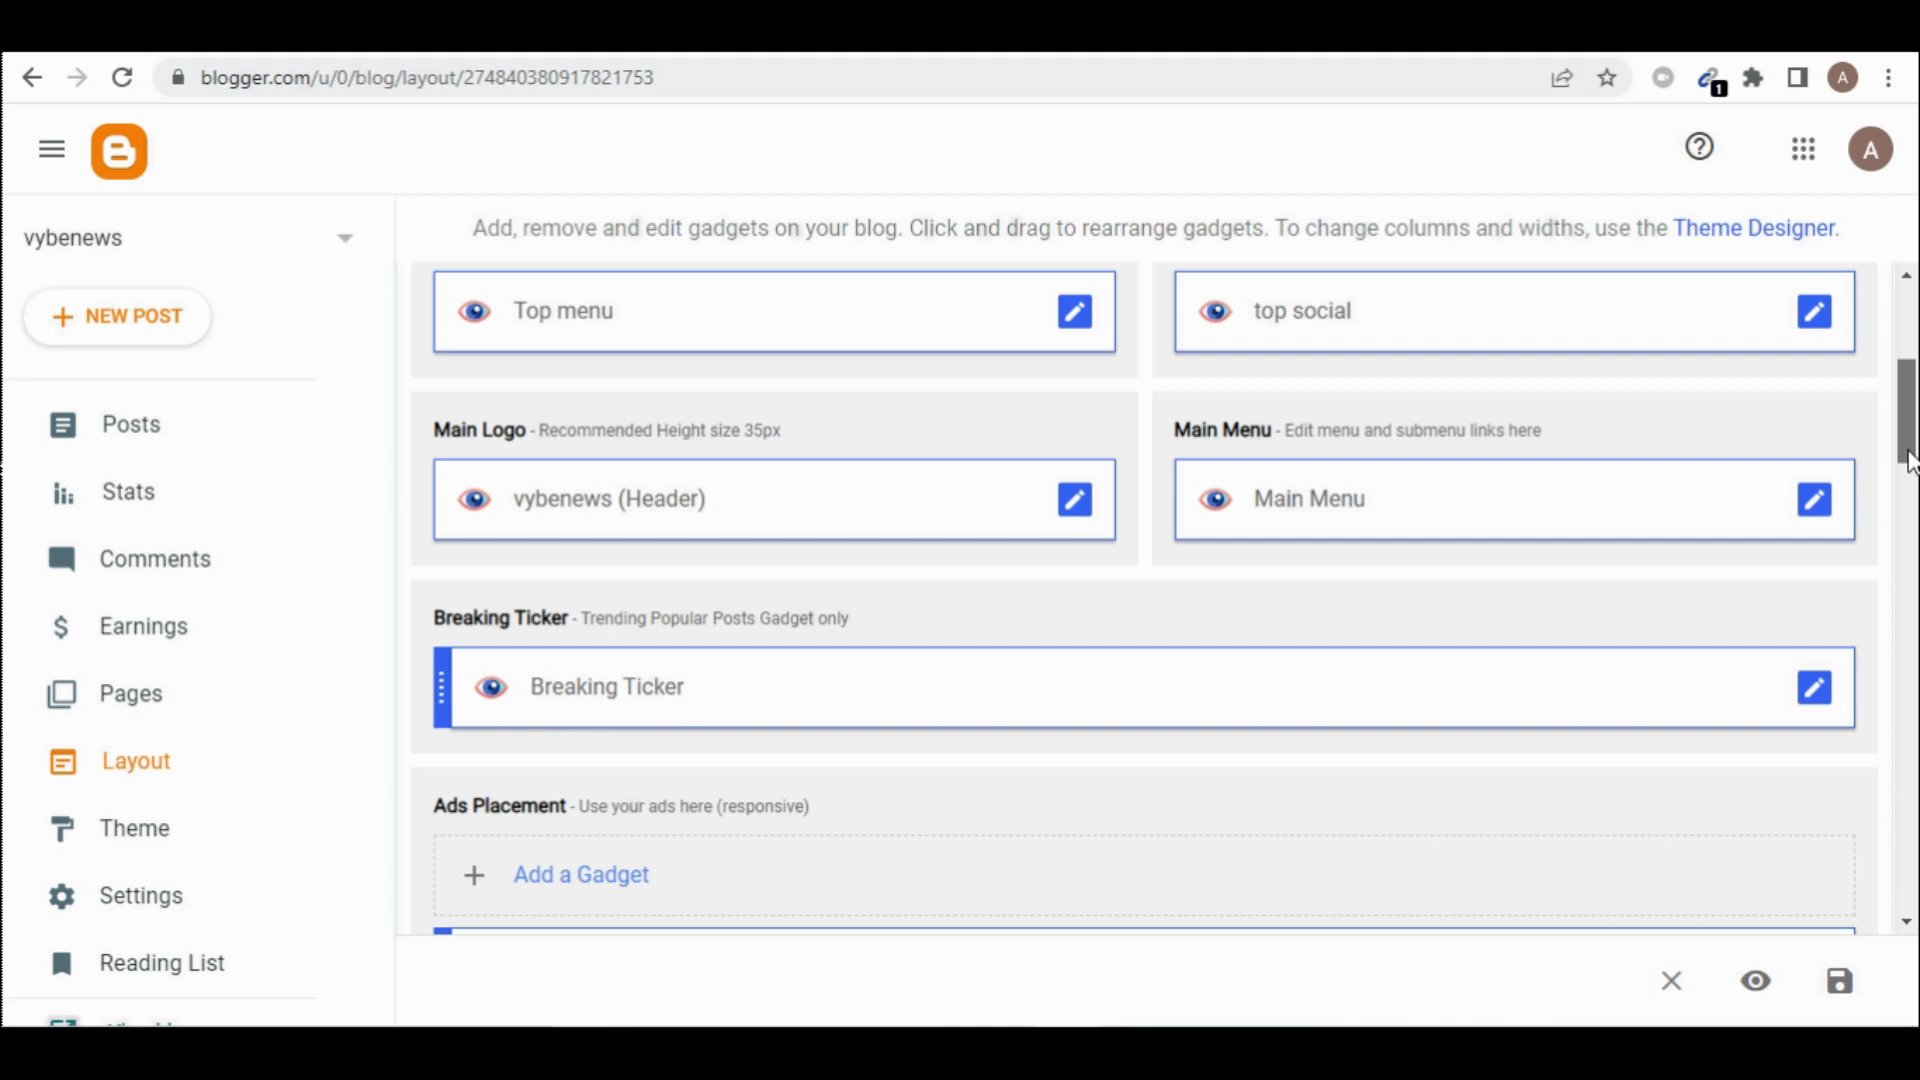 blogger.com/u/0/blog/layout/274840380917821753
1
A
A
vybenews
Add, remove and edit gadgets on your blog. Click and drag to rearrange gadgets. To change columns and widths, use the Theme Designer.
NEW POST
Top menu
top social
Posts
Main Logo - Recommended Height size 35px
Main Menu - Edit menu and submenu links here
Stats
vybenews (Header)
Main Menu
Comments
Breaking Ticker - Trending Popular Posts Gadget only
Earnings
Breaking Ticker
Pages
Layout
Ads Placement - Use your ads here (responsive)
Theme
Add a Gadget
Settings
Reading List